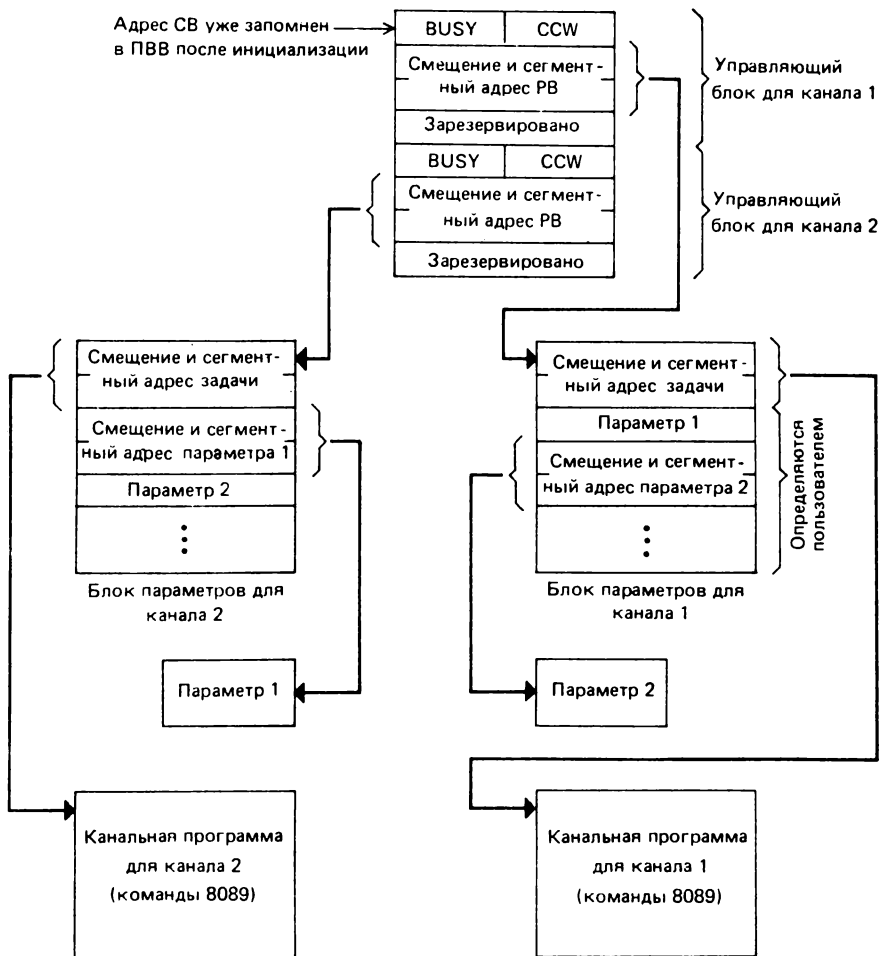 Адрес СВ уже запомнен
в ПВВ после инициализации
BUSY
CCW
Смещение и сегмент-
ный адрес РВ
Зарезервировано
BUSY
CCW
Смещение и сегмент-
ный адрес РВ
Зарезервировано
Управляющий
блок для канала 1
Управляющий
блок для канала 2
Смещение и сегмент-
ный адрес задачи
Смещение и сегмент-
ный адрес параметра 1
Параметр 2
Блок параметров для
канала 2
Смещение и сегмент-
ный адрес задачи
Параметр 1
Смещение и сегмент-
ный адрес параметра 2
Блок параметров для
канала 1
Определяются
пользователем
Параметр 1
Параметр 2
Канальная программа
для канала 2
(команды 8089)
Канальная программа
для канала 1
(команды 8089)